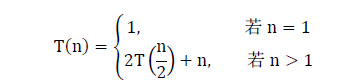 T(n) = { 1, 若 n = 1
2T(n/2) + n, 若 n > 1